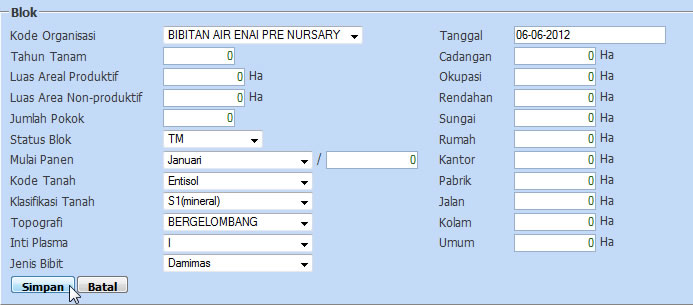 Blok
Kode Organisasi BIBITAN AIR ENAI PRE NURSARY Tanggal 06-06-2012
Tahun Tanam 0 Cadangan 0 Ha
Luas Areal Produktif 0 Ha Okupasi 0 Ha
Luas Area Non-produktif 0 Ha Rendahan 0 Ha
Jumlah Pokok 0 Sungai 0 Ha
Status Blok TM Rumah 0 Ha
Mulai Panen Januari / 0 Kantor 0 Ha
Kode Tanah Entisol Pabrik 0 Ha
Klasifikasi Tanah S1(mineral) Jalan 0 Ha
Topografi BERGELOMBANG Kolam 0 Ha
Inti Plasma I Umum 0 Ha
Jenis Bibit Damimas
Simpan Batal